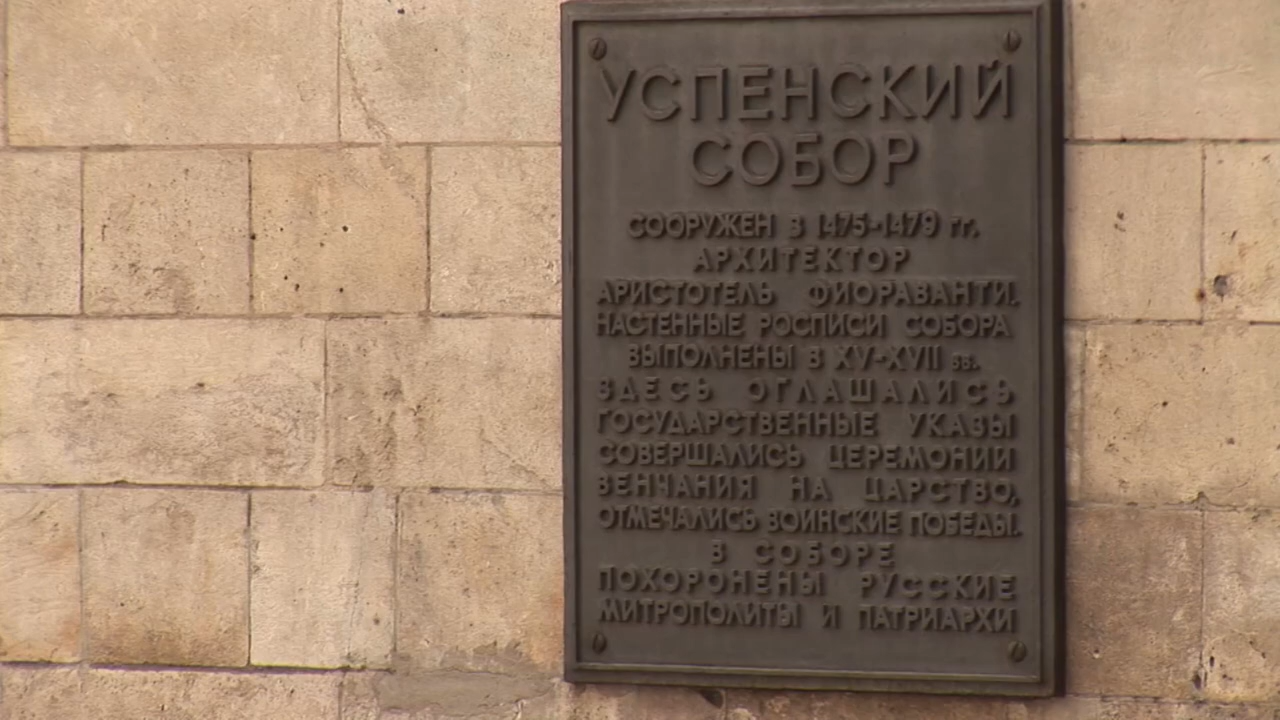 УСПЕНСКИЙ
СОБОР
СООРУЖЕН В 1475-1479 гг.
АРХИТЕКТОР
АРИСТОТЕЛЬ ФИОРАВАНТИ.
НАСТЕННЫЕ РОСПИСИ СОБОРА
ВЫПОЛНЕНЫ В XV-XVII вв.
ЗДЕСЬ ОГЛАШАЛИСЬ
ГОСУДАРСТВЕННЫЕ УКАЗЫ
СОВЕРШАЛИСЬ ЦЕРЕМОНИИ
ВЕНЧАНИЯ НА ЦАРСТВО,
ОТМЕЧАЛИСЬ ВОИНСКИЕ ПОБЕДЫ.
В СОБОРЕ
ПОХОРОНЕНЫ РУССКИЕ
МИТРОПОЛИТЫ И ПАТРИАРХИ